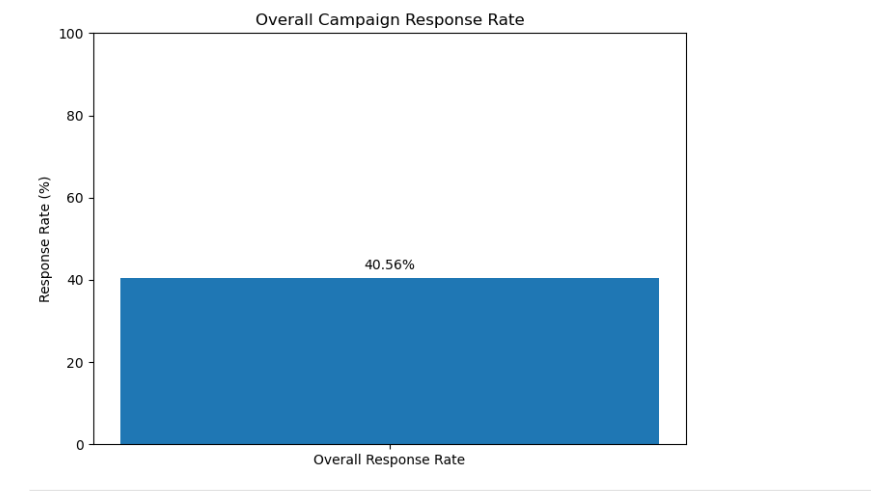 Overall Campaign Response Rate
100
80
60
40
20
0
Response Rate (%)
40.56%
Overall Response Rate